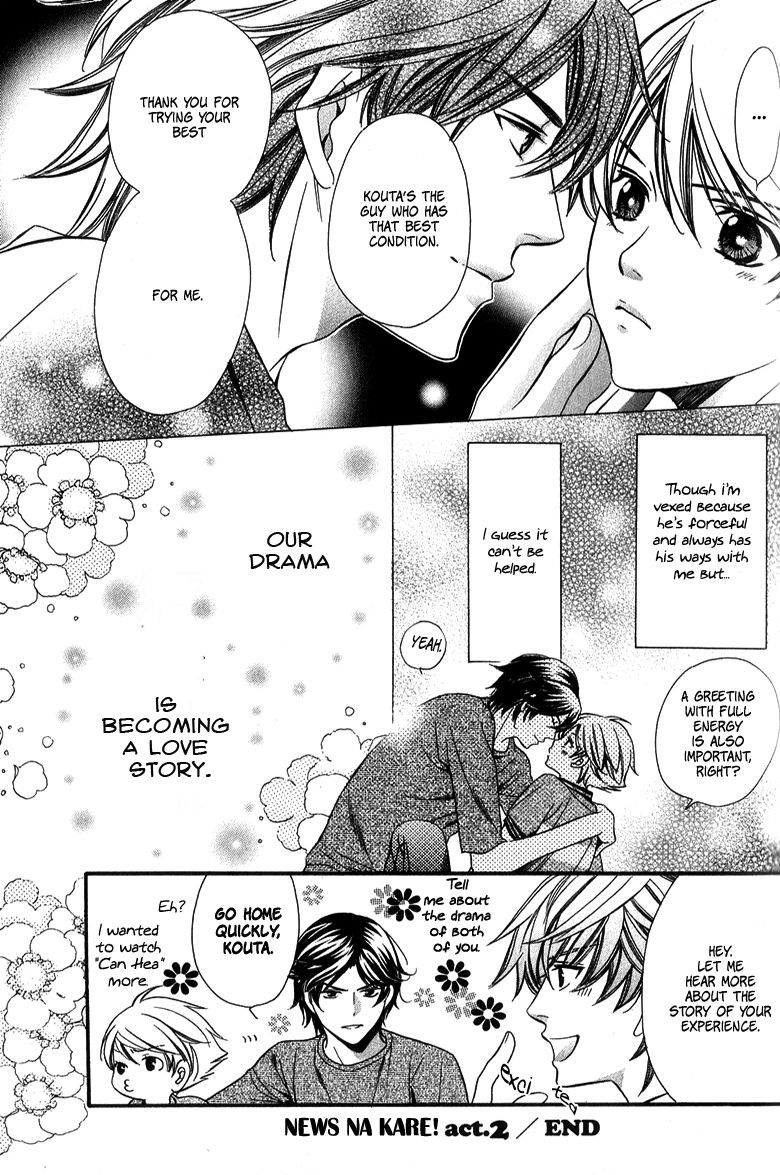 ...
KOUTA'S THE
GUY WHO HAS
THAT BEST
CONDITION.
THANK YOU FOR
TRYING YOUR
BEST
FOR ME.
Though i'm
vexed because
he's forceful
and always has
his ways with
me but...
I guess it
can't be
helped.
A GREETING
WITH FULL
ENERGY
IS ALSO
IMPORTANT,
RIGHT?
YEAH.
OUR
DRAMA
IS
BECOMING
A LOVE
STORY.
HEY.
LET ME
HEAR MORE
ABOUT THE
STORY OF YOUR
EXPERIENCE.
Tell
me about
the drama
of both
of you.
exci
ted
GO HOME
QUICKLY,
KOUTA.
Eh?
I wanted
to watch
"Can Hea"
more.
NEWS NA KARE! act.2 / END